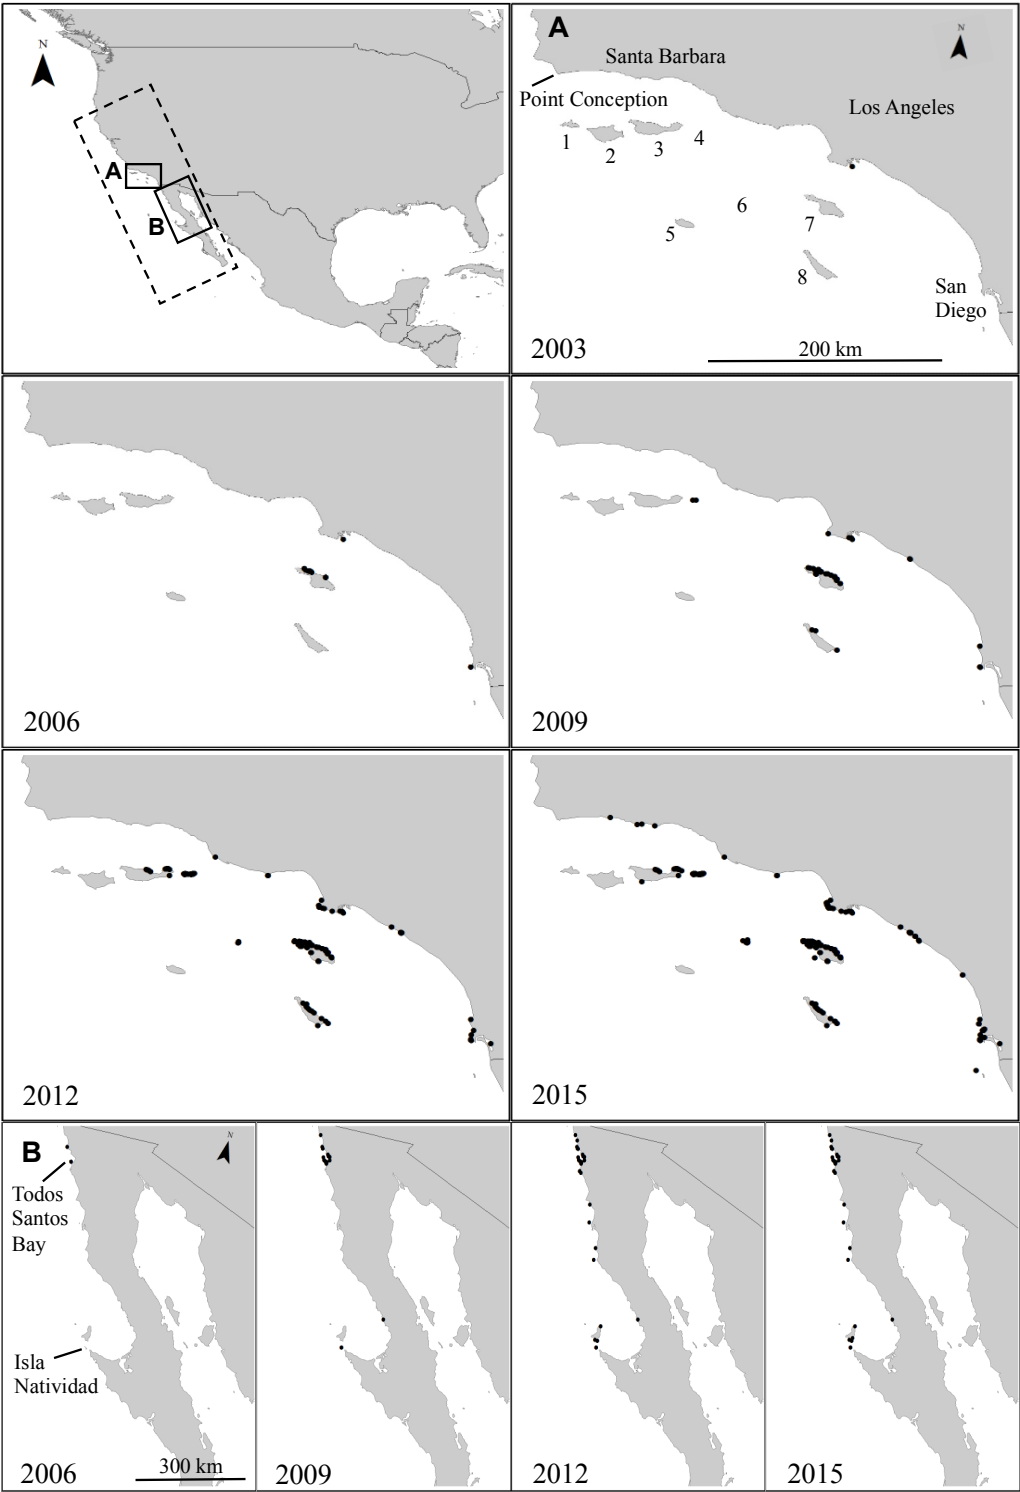 N
A
B
A
N
Santa Barbara
Point Conception
Los Angeles
1
2
3
4
5
6
7
8
San
Diego
2003
200 km
2006
2009
2012
2015
B
N
Todos
Santos
Bay
Isla
Natividad
2006
300 km
2009
2012
2015